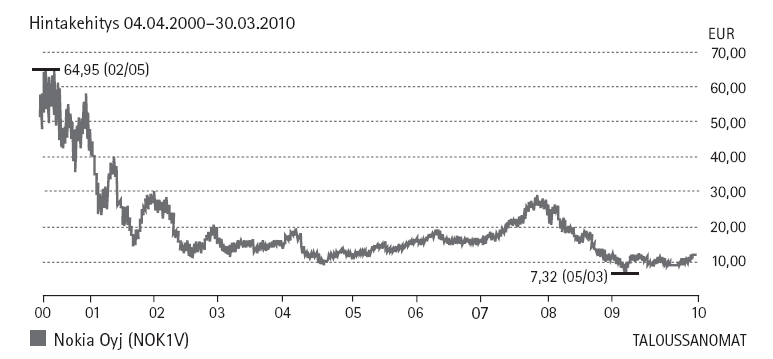 Hintakehitys 04.04.2000–30.03.2010
EUR
70,00
64,95 (02/05)
60,00
50,00
40,00
30,00
20,00
10,00
7,32 (05/03)
00 01 02 03 04 05 06 07 08 09 10
Nokia Oyj (NOK1V) TALOUSSANOMAT